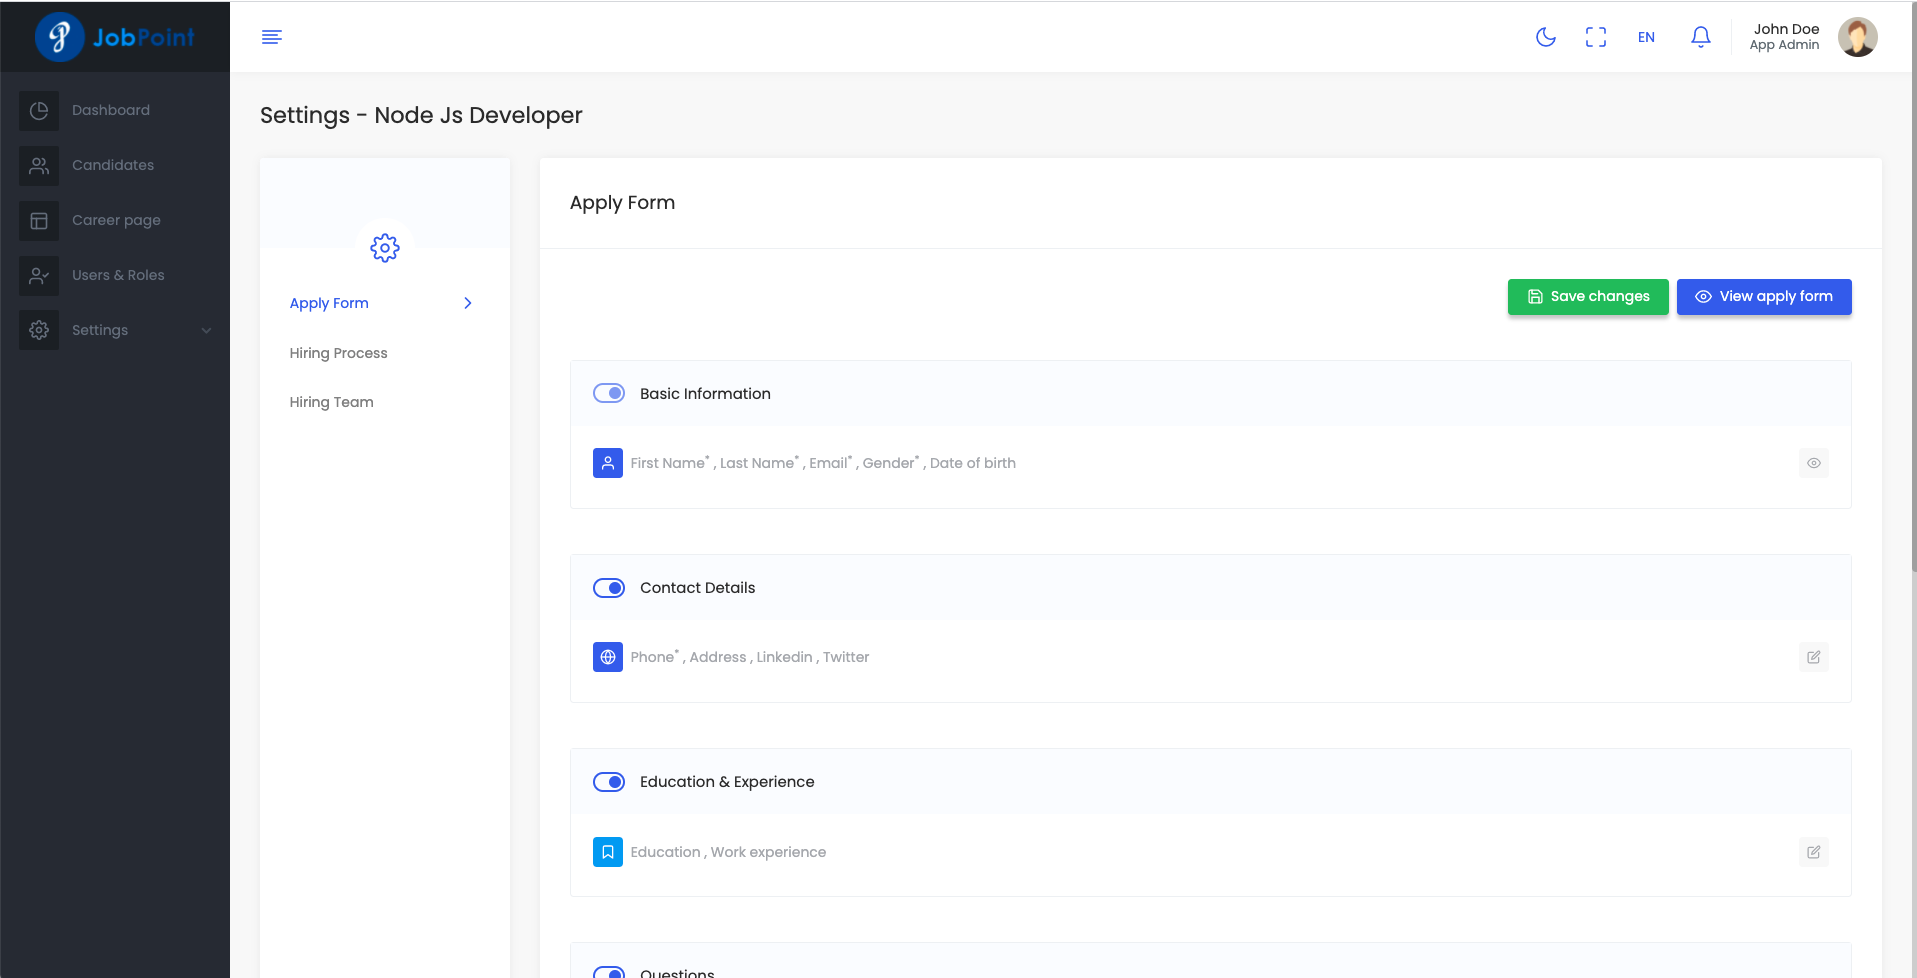 JobPoint
EN
John Doe
App Admin
Dashboard
Candidates
Career page
Users & Roles
Settings
Settings - Node Js Developer
Apply Form
Hiring Process
Hiring Team
Apply Form
Save changes
View apply form
Basic Information
First Name* , Last Name* , Email* , Gender* , Date of birth
Contact Details
Phone* , Address , Linkedin , Twitter
Education & Experience
Education , Work experience
Questions